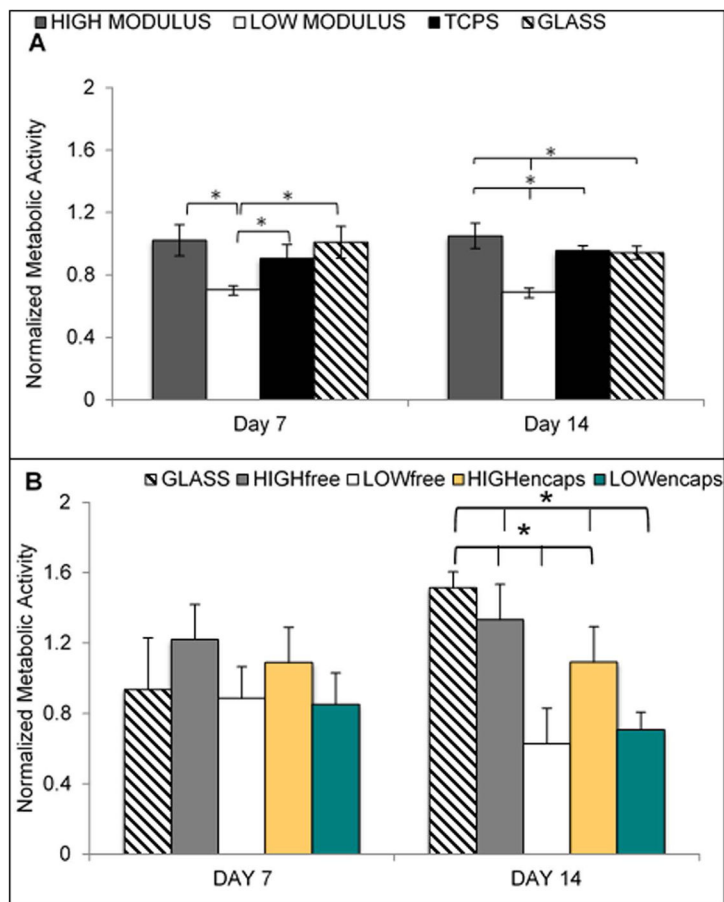 HIGH MODULUS LOW MODULUS TCPS GLASS
A
Normalized Metabolic Activity
2
1.6
1.2
0.8
0.4
0
* * *
* *
Day 7 Day 14
B
GLASS HIGHfree LOWfree HIGHencaps LOWencaps
Normalized Metabolic Activity
2
1.6
1.2
0.8
0.4
0
*
*
DAY 7 DAY 14